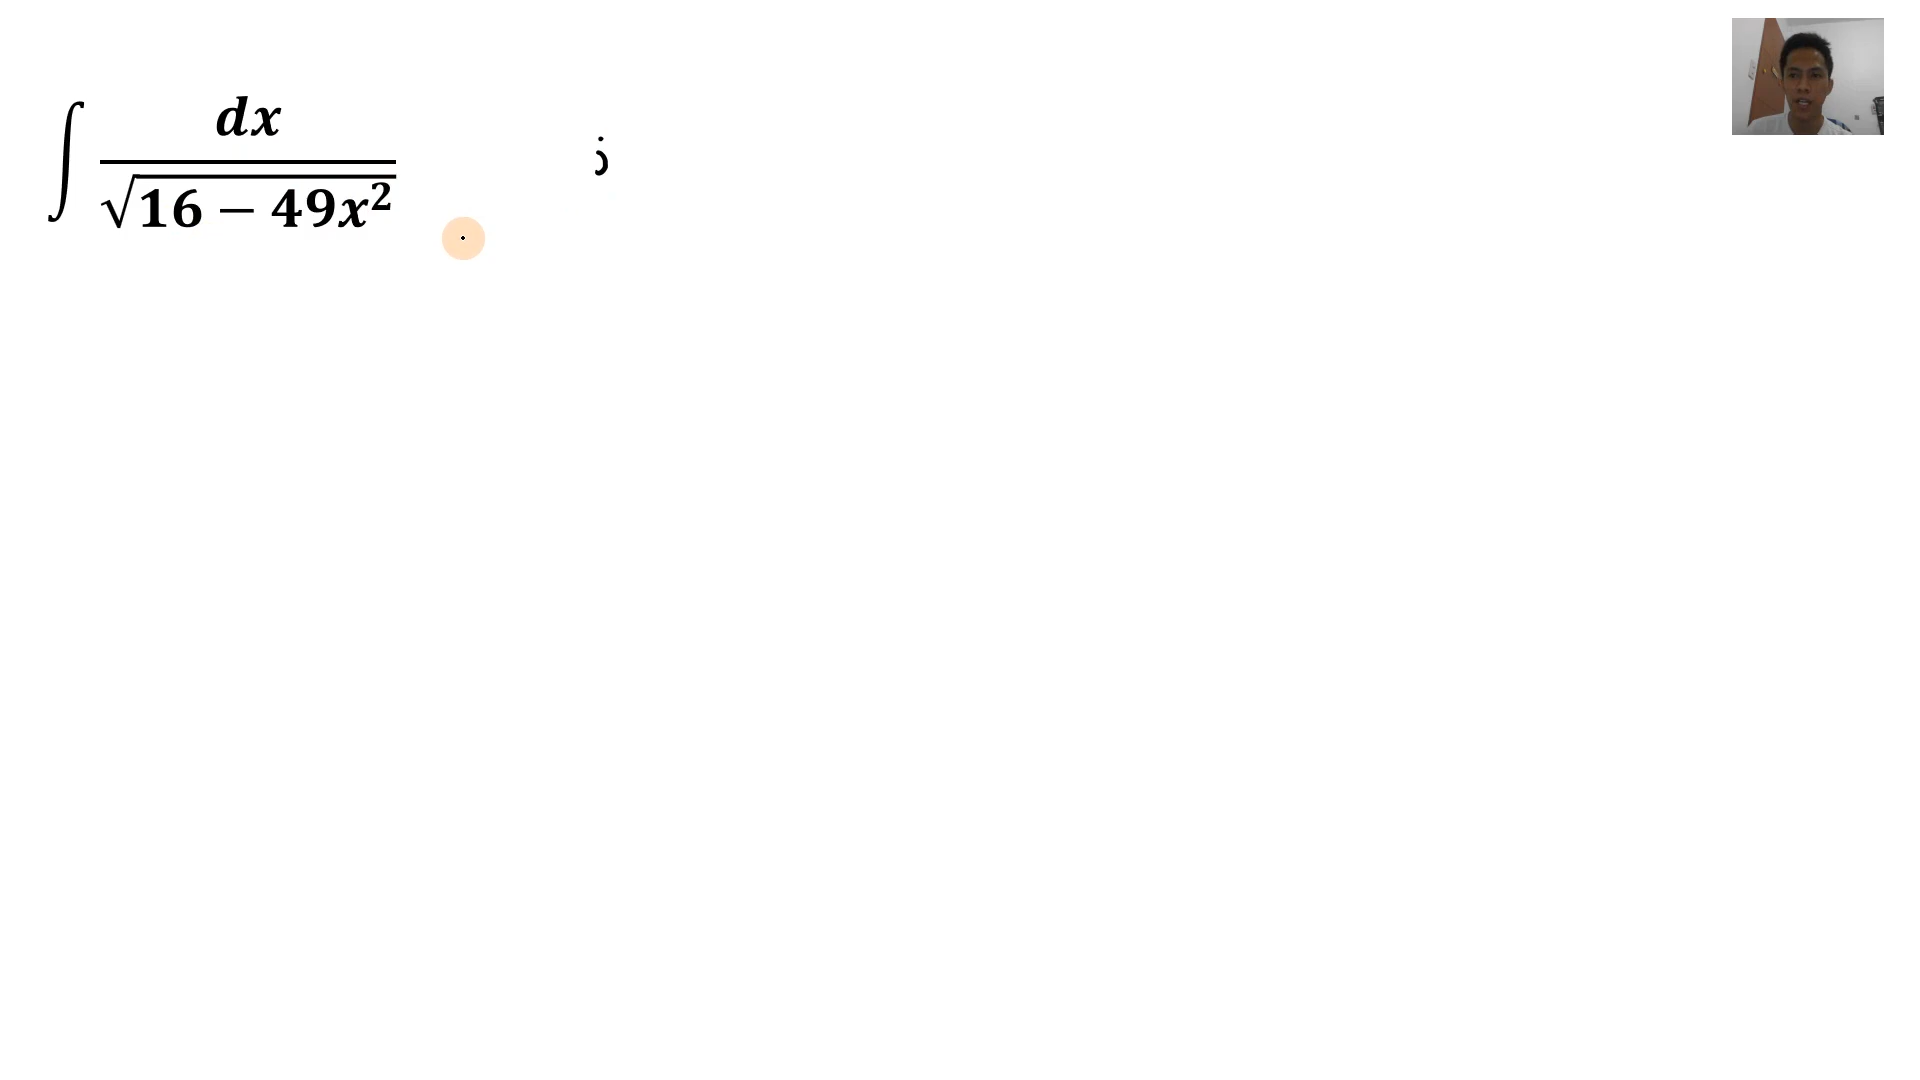 ∫ dx / √(16 − 49x²) ;